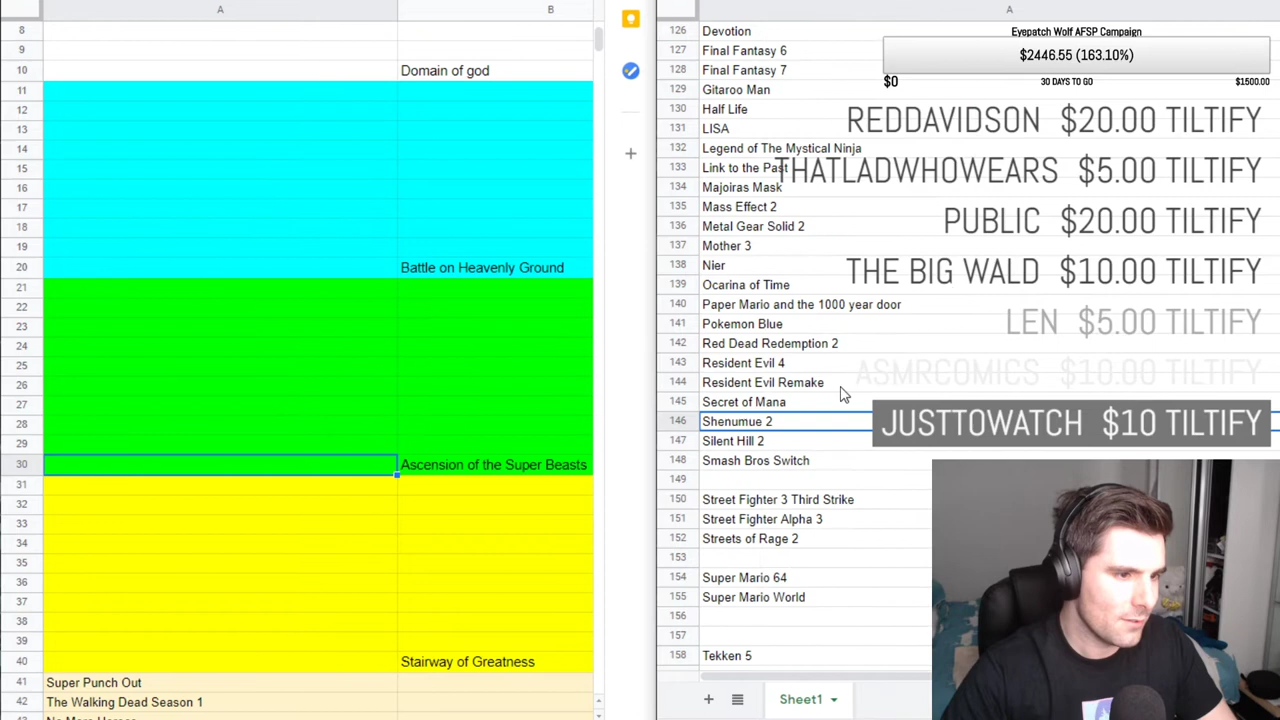 A
B
8
9
10 Domain of god
11
12
13
14
15
16
17
18
19
20 Battle on Heavenly Ground
21
22
23
24
25
26
27
28
29
30 Ascension of the Super Beasts
31
32
33
34
35
36
37
38
39
40 Stairway of Greatness
41 Super Punch Out
42 The Walking Dead Season 1
A
126 Devotion
127 Final Fantasy 6
128 Final Fantasy 7
129 Gitaroo Man
130 Half Life
131 LISA
132 Legend of The Mystical Ninja
133 Link to the Past
134 Majoiras Mask
135 Mass Effect 2
136 Metal Gear Solid 2
137 Mother 3
138 Nier
139 Ocarina of Time
140 Paper Mario and the 1000 year door
141 Pokemon Blue
142 Red Dead Redemption 2
143 Resident Evil 4
144 Resident Evil Remake
145 Secret of Mana
146 Shenumue 2
147 Silent Hill 2
148 Smash Bros Switch
149
150 Street Fighter 3 Third Strike
151 Street Fighter Alpha 3
152 Streets of Rage 2
153
154 Super Mario 64
155 Super Mario World
156
157
158 Tekken 5
Sheet1
Eyepatch Wolf AFSP Campaign
$2446.55 (163.10%)
$0 30 DAYS TO GO $1500.00
REDDAVIDSON $20.00 TILTIFY
THATLADWHOWEARS $5.00 TILTIFY
PUBLIC $20.00 TILTIFY
THE BIG WALD $10.00 TILTIFY
LEN $5.00 TILTIFY
ASMRCOMICS $10.00 TILTIFY
JUSTTOWATCH $10 TILTIFY